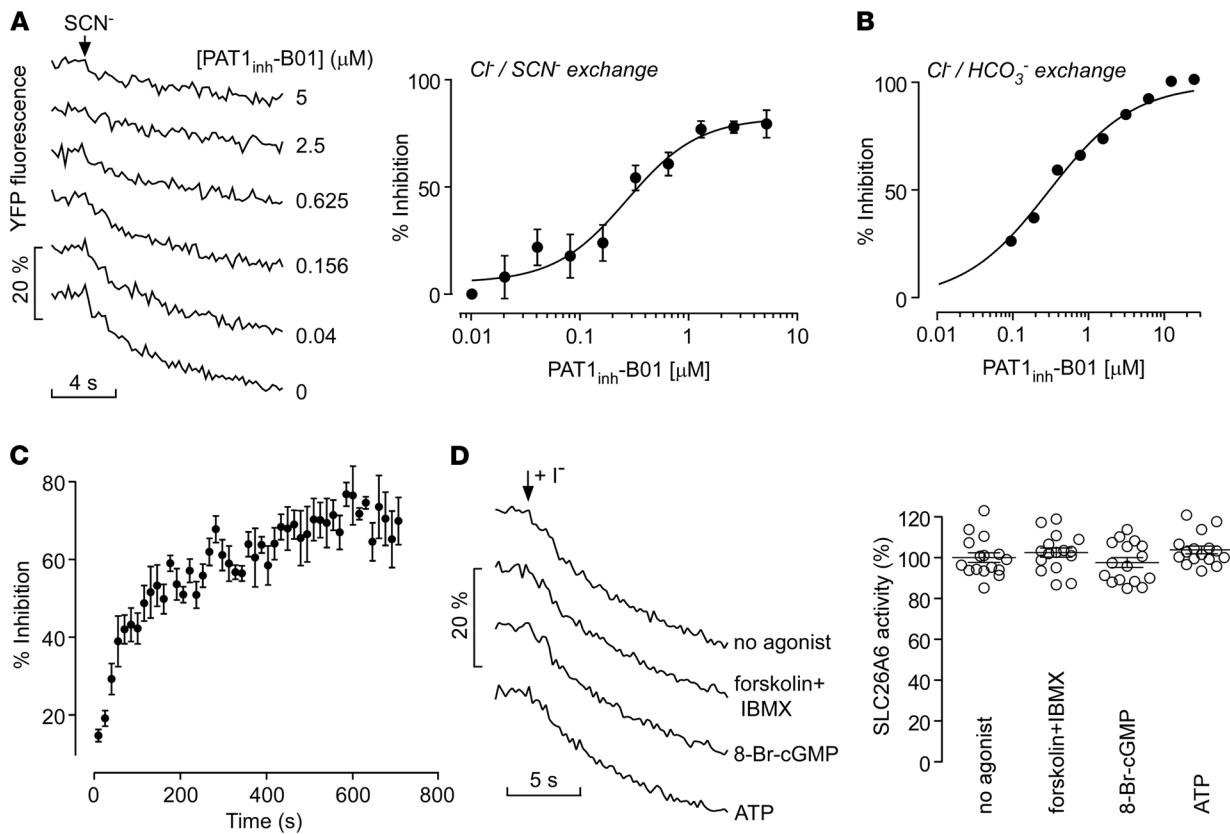 A
SCN⁻
[PAT1inh-B01] (μM)
YFP fluorescence
20 %
5
2.5
0.625
0.156
0.04
0
4 s
Cl⁻ / SCN⁻ exchange
% Inhibition
100
50
0
0.01 0.1 1 10
PAT1inh-B01 [μM]
B
Cl⁻ / HCO3⁻ exchange
% Inhibition
100
50
0
0.01 0.1 1 10
PAT1inh-B01 [μM]
C
% Inhibition
80
60
40
20
0 200 400 600 800
Time (s)
D
+ I⁻
20 %
no agonist
forskolin+
IBMX
8-Br-cGMP
ATP
5 s
SLC26A6 activity (%)
120
100
80
60
40
20
0
no agonist
forskolin+IBMX
8-Br-cGMP
ATP